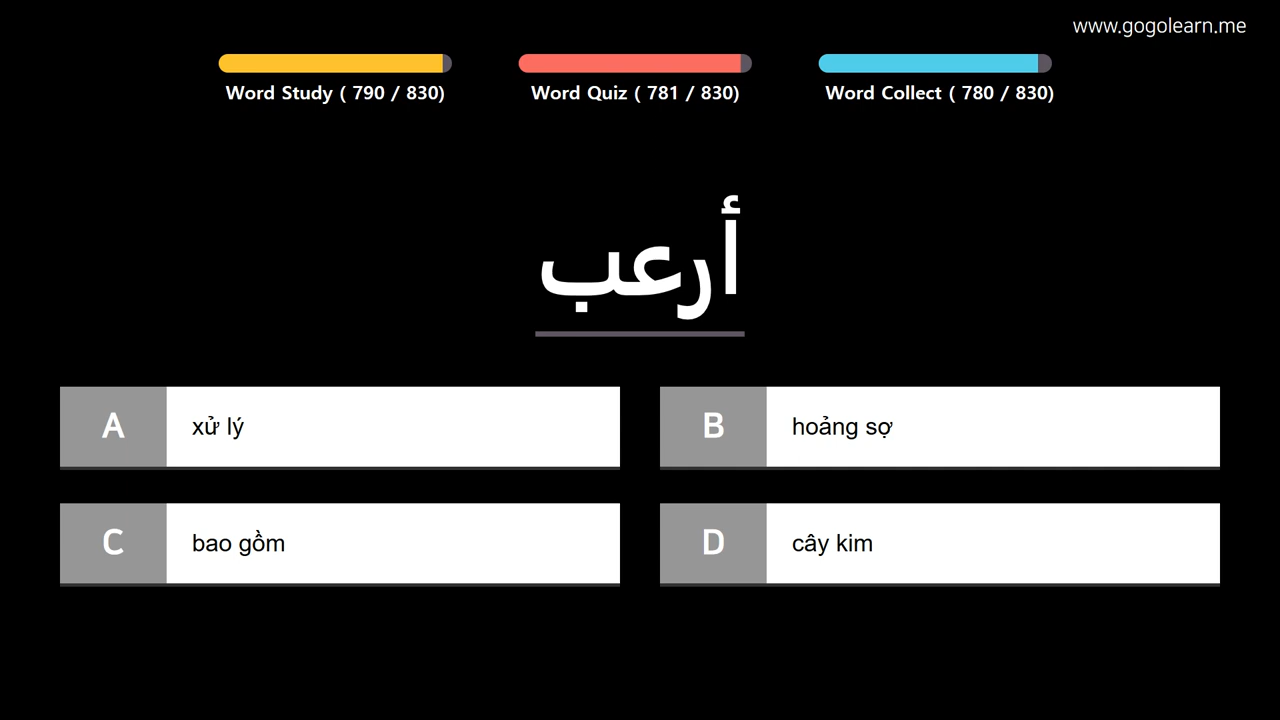 www.gogolearn.me
Word Study ( 790 / 830)
Word Quiz ( 781 / 830)
Word Collect ( 780 / 830)
أرعب
A xử lý
B hoảng sợ
C bao gồm
D cây kim